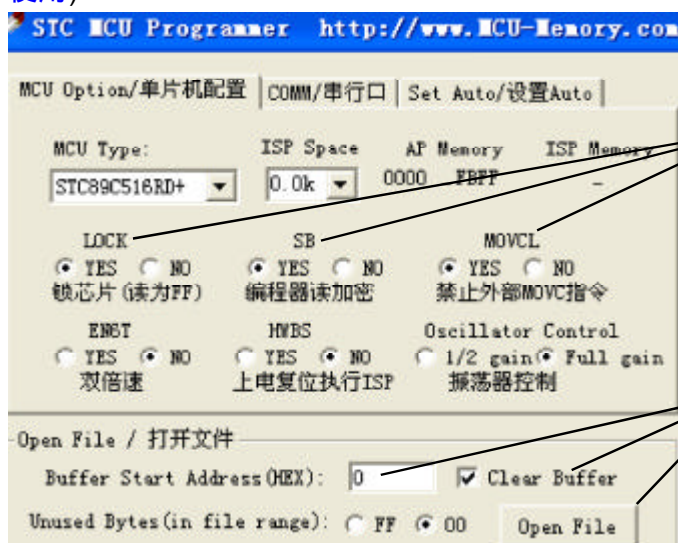 使用)
STC MCU Programmer http://www.MCU-Memory.com
MCU Option/单片机配置 COMM/串行口 Set Auto/设置Auto
MCU Type: ISP Space AP Memory ISP Memory
STC89C516RD+ 0.0k 0000 FBFF -
LOCK SB MOVCL
YES NO YES NO YES NO
锁芯片(读为FF) 编程器读加密 禁止外部MOVC指令
EN6T HWBS Oscillator Control
YES NO YES NO 1/2 gain Full gain
双倍速 上电复位执行ISP 振荡器控制
Open File / 打开文件
Buffer Start Address(HEX): 0 Clear Buffer
Unused Bytes(in file range): FF 00 Open File